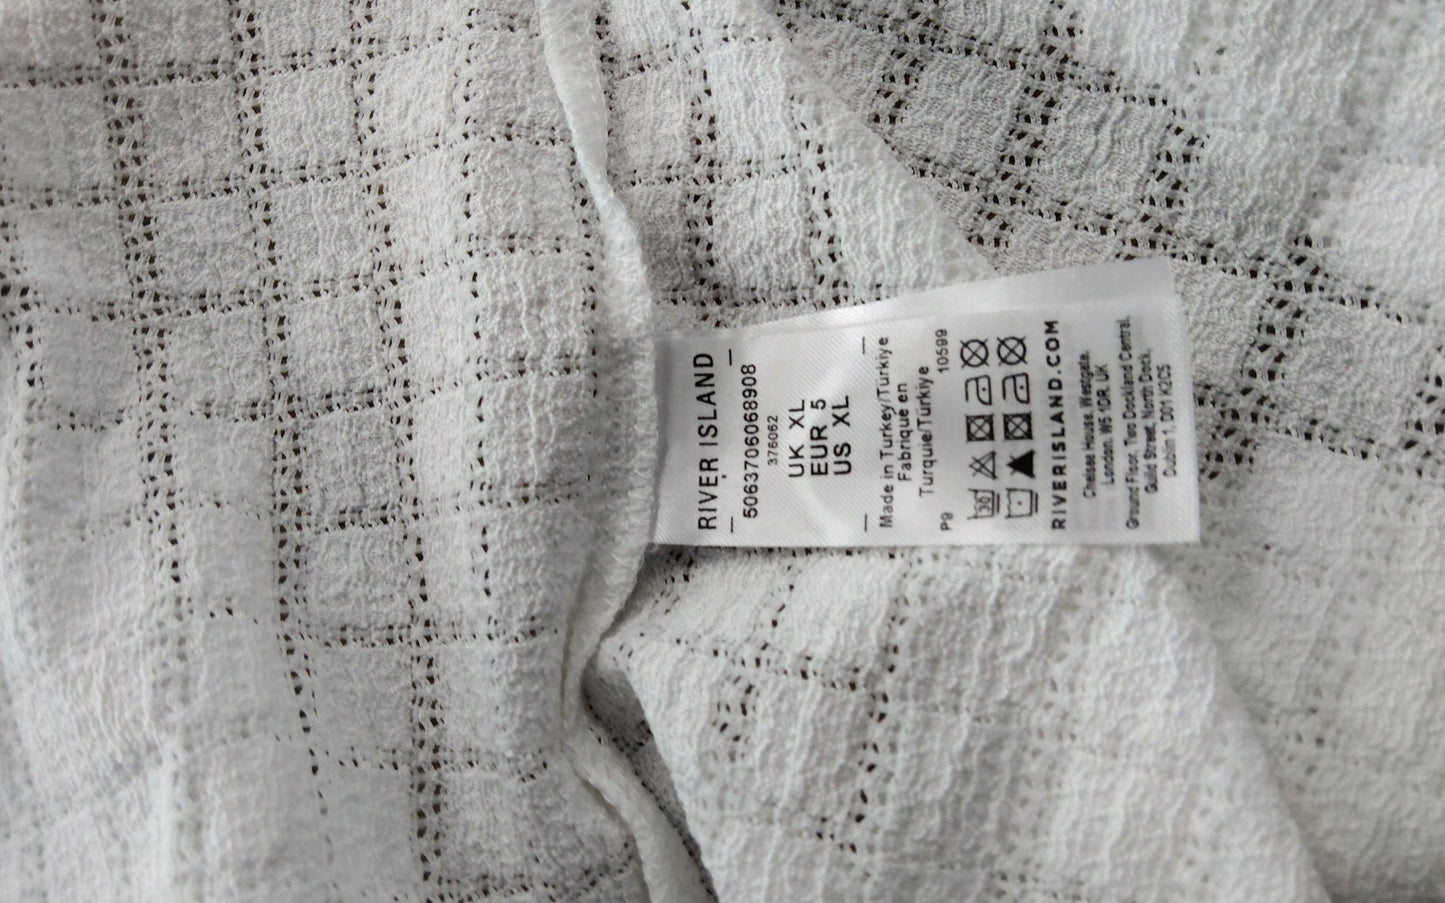 RIVER ISLAND
5063706068908
376062
UK XL
EUR 5
US XL
Made in Turkey/Türkiye
Fabriqué en
Turquie/Türkiye
P9 10599
30
RIVERISLAND.COM
Chelsea House, Westgate,
London. W5 1DR. UK
Ground Floor, Two Dockland Central,
Guild Street, North Dock,
Dublin 1, D01 K2C5